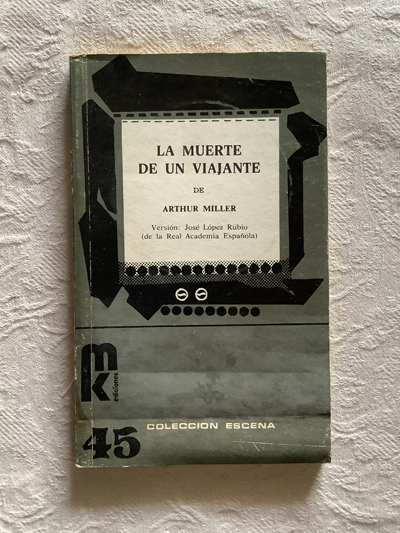 LA MUERTE
DE UN VIAJANTE
DE
ARTHUR MILLER
Versión: José López Rubio
(de la Real Academia Española)
mk
ediciones
45
COLECCION ESCENA